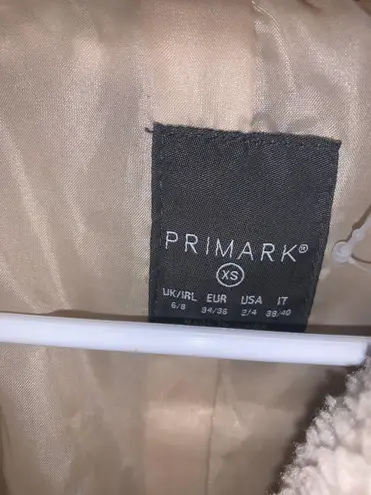 PRIMARK®
XS
UK/IRL EUR USA IT
6/8 34/36 2/4 38/40